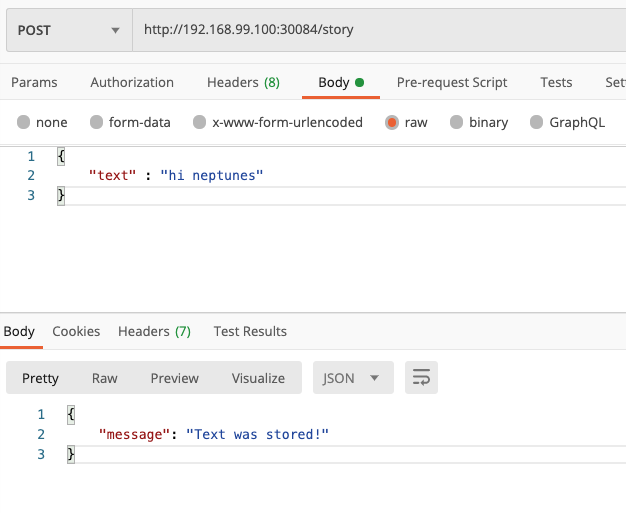 POST http://192.168.99.100:30084/story
Params Authorization Headers (8) Body Pre-request Script Tests Set
none form-data x-www-form-urlencoded raw binary GraphQL
1 {
2 "text" : "hi neptunes"
3 }
Body Cookies Headers (7) Test Results
Pretty Raw Preview Visualize JSON
1 {
2 "message": "Text was stored!"
3 }